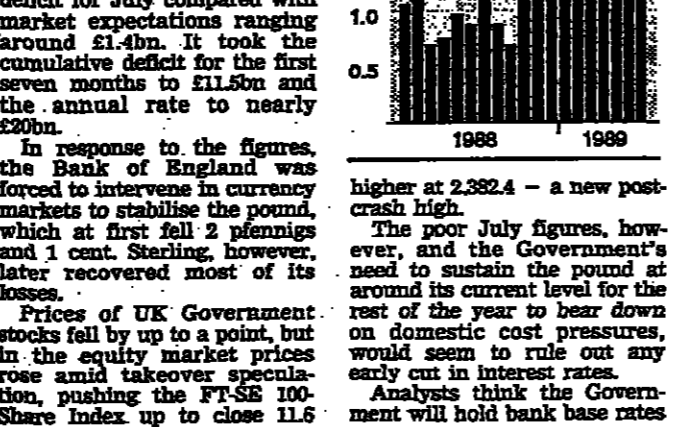 deficit for July compared with
market expectations ranging
around £1.4bn. It took the
cumulative deficit for the first
seven months to £11.5bn and
the annual rate to nearly
£20bn.
In response to the figures,
the Bank of England was
forced to intervene in currency
markets to stabilise the pound,
which at first fell 2 pfennigs
and 1 cent. Sterling, however,
later recovered most of its
losses.
Prices of UK Government
stocks fell by up to a point, but
in the equity market prices
rose amid takeover specula-
tion, pushing the FT-SE 100-
Share Index up to close 11.6
1.0
0.5
1988 1989
higher at 2,382.4 – a new post-
crash high.
The poor July figures, how-
ever, and the Government's
need to sustain the pound at
around its current level for the
rest of the year to bear down
on domestic cost pressures,
would seem to rule out any
early cut in interest rates.
Analysts think the Govern-
ment will hold bank base rates